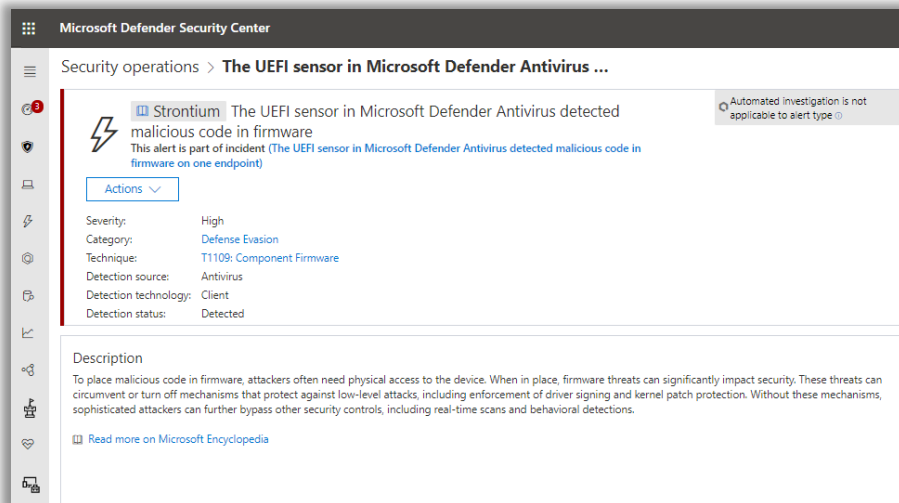 Microsoft Defender Security Center
Security operations > The UEFI sensor in Microsoft Defender Antivirus ...
3
Strontium The UEFI sensor in Microsoft Defender Antivirus detected
malicious code in firmware
This alert is part of incident (The UEFI sensor in Microsoft Defender Antivirus detected malicious code in
firmware on one endpoint)
Automated investigation is not
applicable to alert type
Actions
Severity: High
Category: Defense Evasion
Technique: T1109: Component Firmware
Detection source: Antivirus
Detection technology: Client
Detection status: Detected
Description
To place malicious code in firmware, attackers often need physical access to the device. When in place, firmware threats can significantly impact security. These threats can
circumvent or turn off mechanisms that protect against low-level attacks, including enforcement of driver signing and kernel patch protection. Without these mechanisms,
sophisticated attackers can further bypass other security controls, including real-time scans and behavioral detections.
Read more on Microsoft Encyclopedia